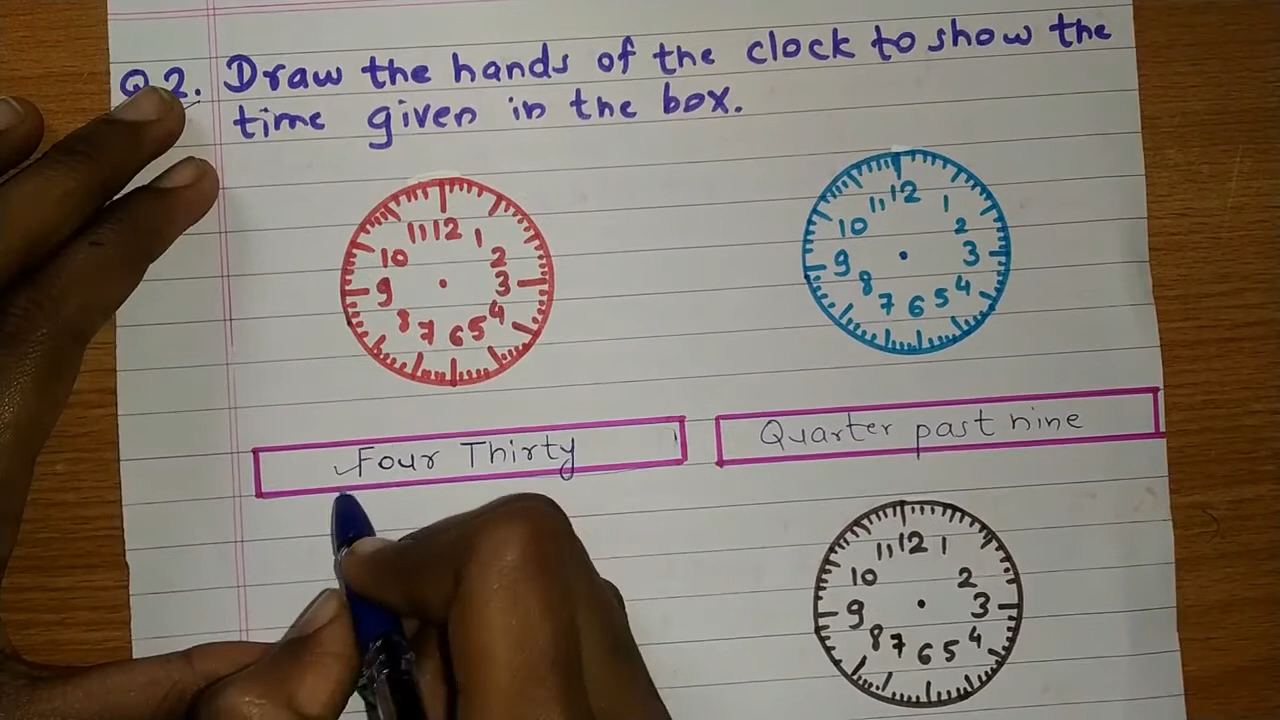 Q.2. Draw the hands of the clock to show the
time given in the box.
11 12 1
10 2
9 3
8 7 6 5 4
11 12 1
10 2
9 3
8 7 6 5 4
Four Thirty
Quarter past nine
11 12 1
10 2
9 3
8 7 6 5 4